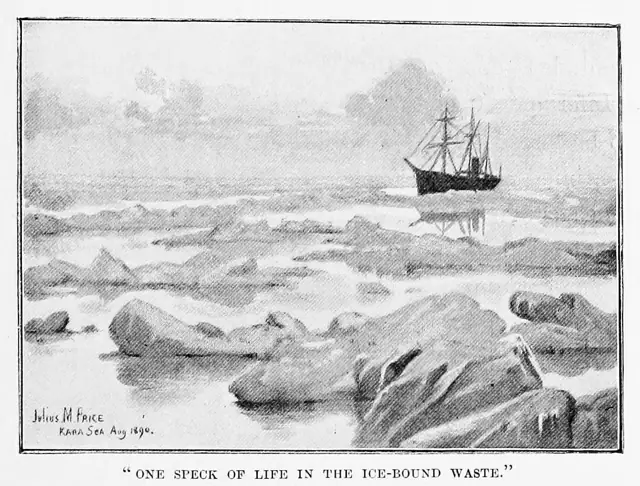 Julius M. Price
Kara Sea Aug 1890.
"ONE SPECK OF LIFE IN THE ICE-BOUND WASTE."